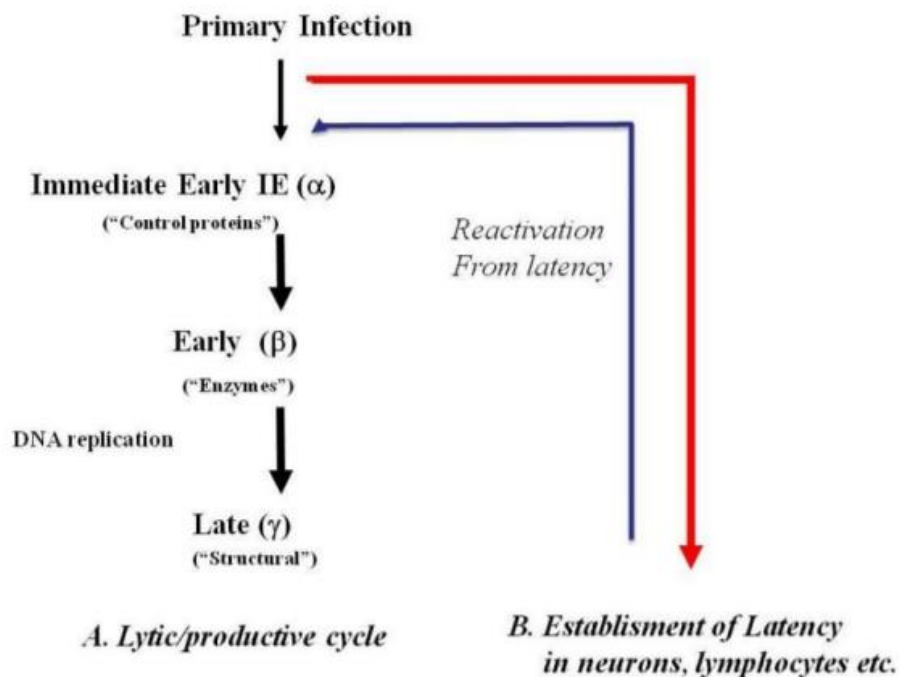 Primary Infection
Immediate Early IE (α)
("Control proteins")
Reactivation
From latency
Early (β)
("Enzymes")
DNA replication
Late (γ)
("Structural")
A. Lytic/productive cycle
B. Establisment of Latency
in neurons, lymphocytes etc.